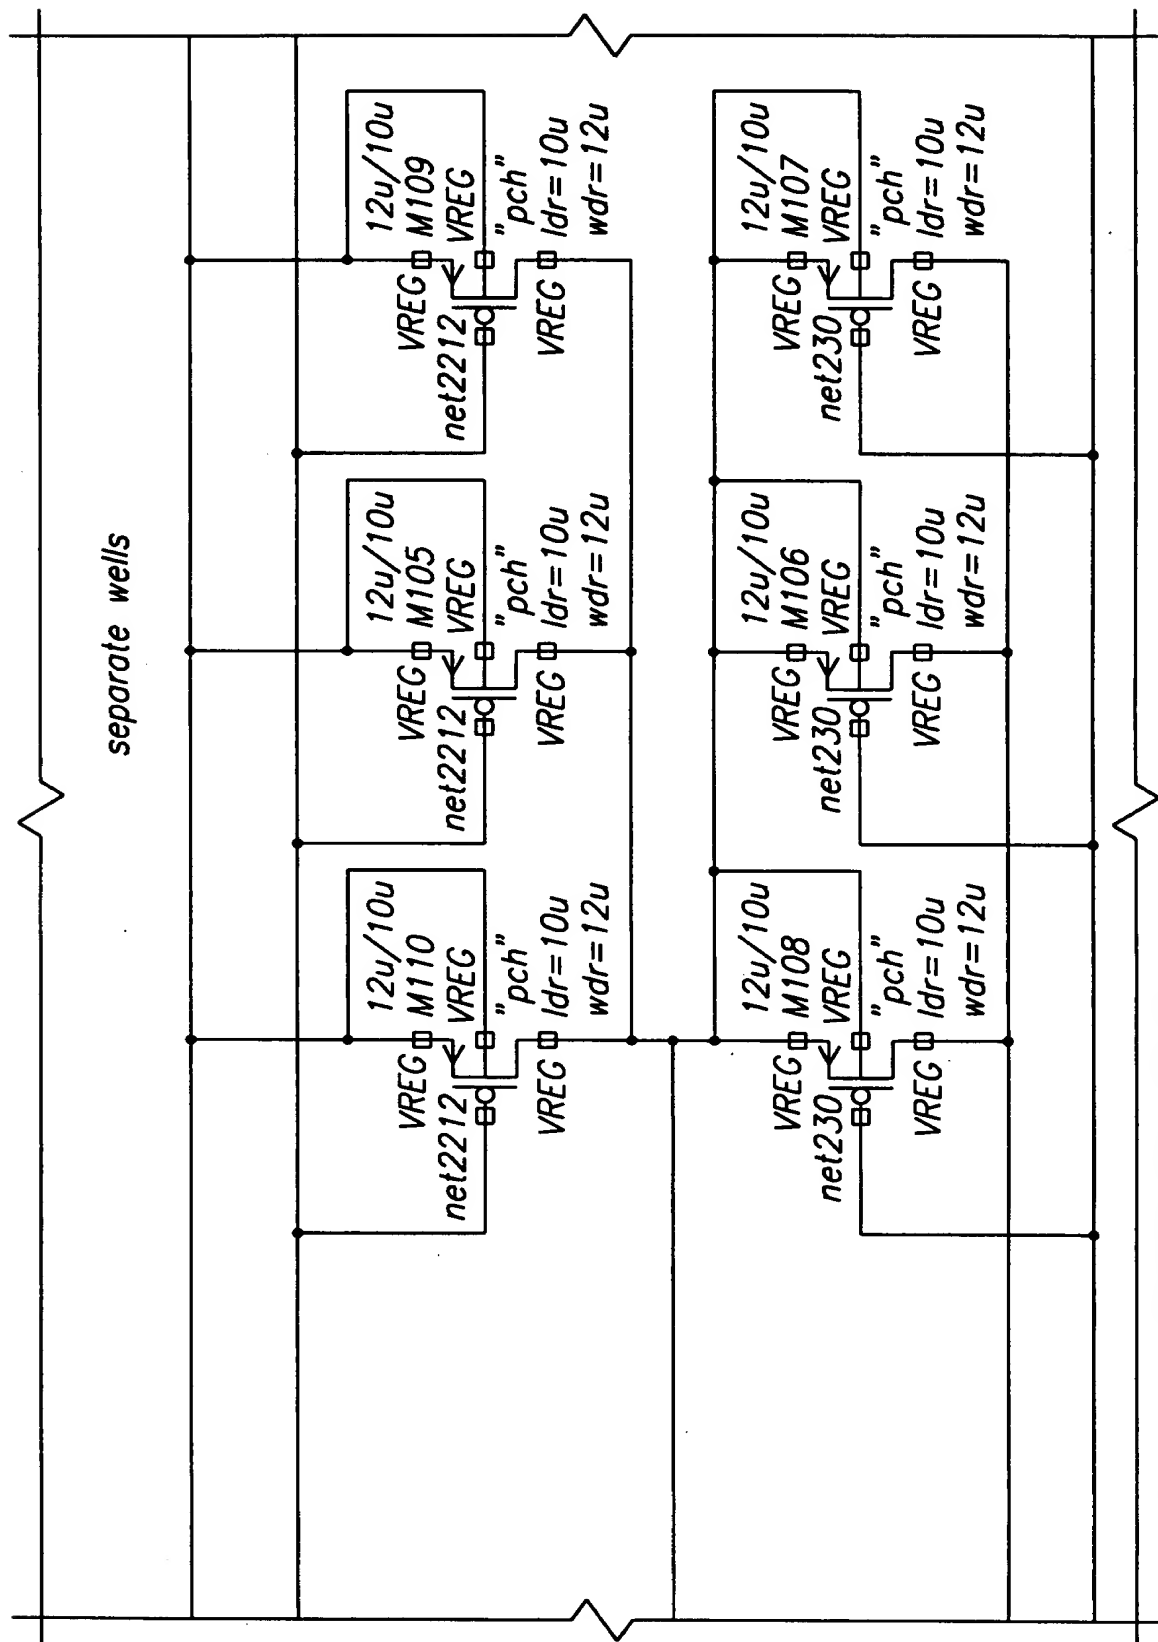 separate wells
12u/10u
M110
VREG
VREG
net2212
"pch"
ldr=10u
wdr=12u
VREG
12u/10u
M105
VREG
VREG
net2212
"pch"
ldr=10u
wdr=12u
VREG
12u/10u
M109
VREG
VREG
net2212
"pch"
ldr=10u
wdr=12u
VREG
12u/10u
M108
VREG
VREG
net230
"pch"
ldr=10u
wdr=12u
VREG
12u/10u
M106
VREG
VREG
net230
"pch"
ldr=10u
wdr=12u
VREG
12u/10u
M107
VREG
VREG
net230
"pch"
ldr=10u
wdr=12u
VREG